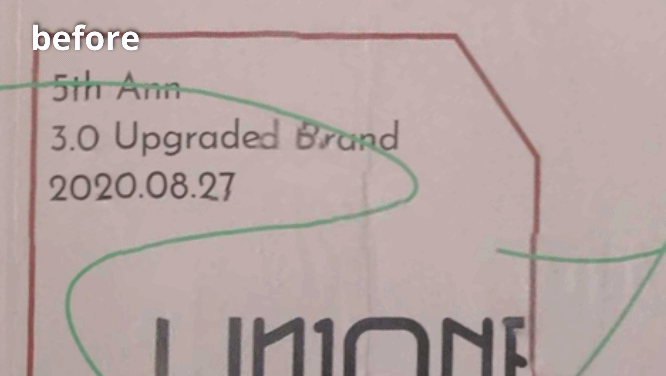 before
5th Ann
3.0 Upgraded Brand
2020.08.27